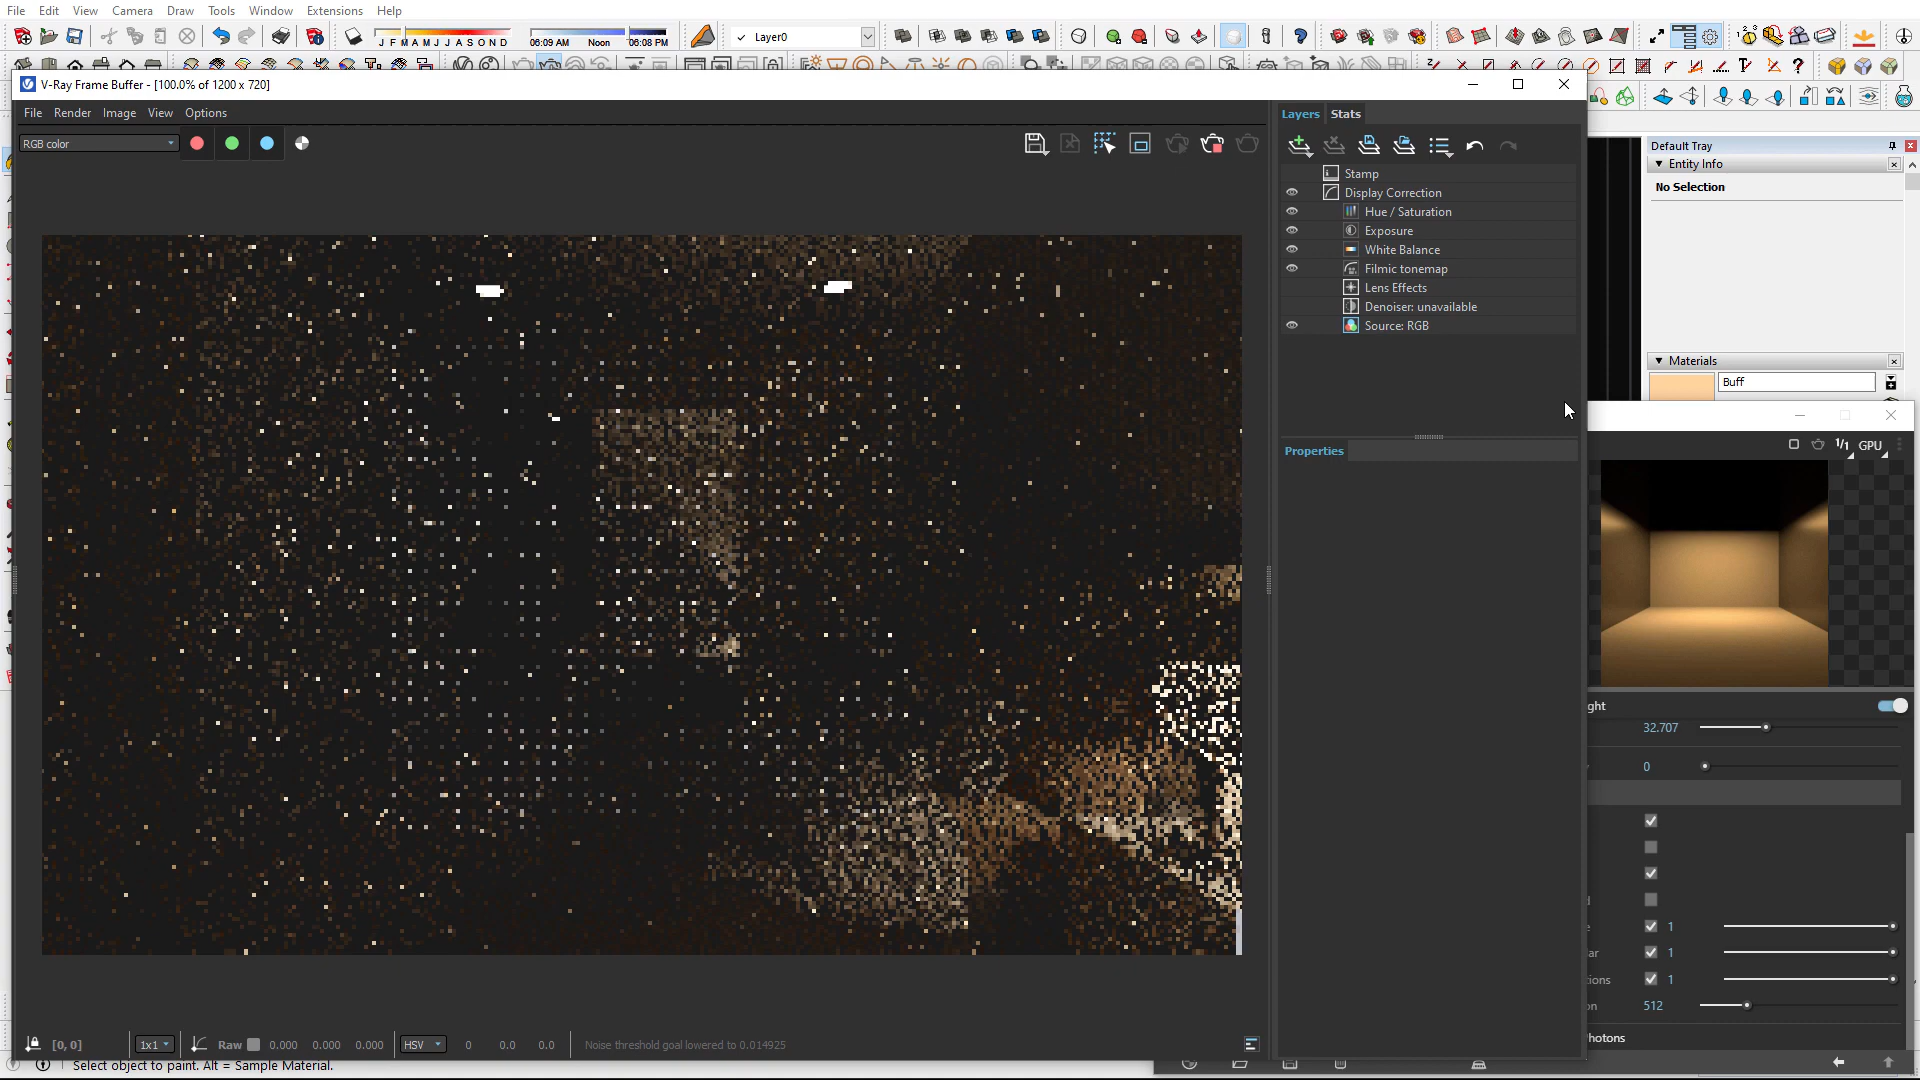 File Edit View Camera Draw Tools Window Extensions Help
J F M A M J J A S O N D
06:09 AM Noon 06:08 PM
Layer0
V-Ray Frame Buffer - [100.0% of 1200 x 720]
File Render Image View Options
RGB color
Layers Stats
Stamp
Display Correction
Hue / Saturation
Exposure
White Balance
Filmic tonemap
Lens Effects
Denoiser: unavailable
Source: RGB
Properties
Default Tray
Entity Info
No Selection
Materials
Buff
1/1 GPU
ght
32.707
0
1
ar 1
ions 1
on 512
hotons
[0, 0] 1x1 Raw 0.000 0.000 0.000 HSV 0 0.0 0.0 Noise threshold goal lowered to 0.014925
Select object to paint. Alt = Sample Material.